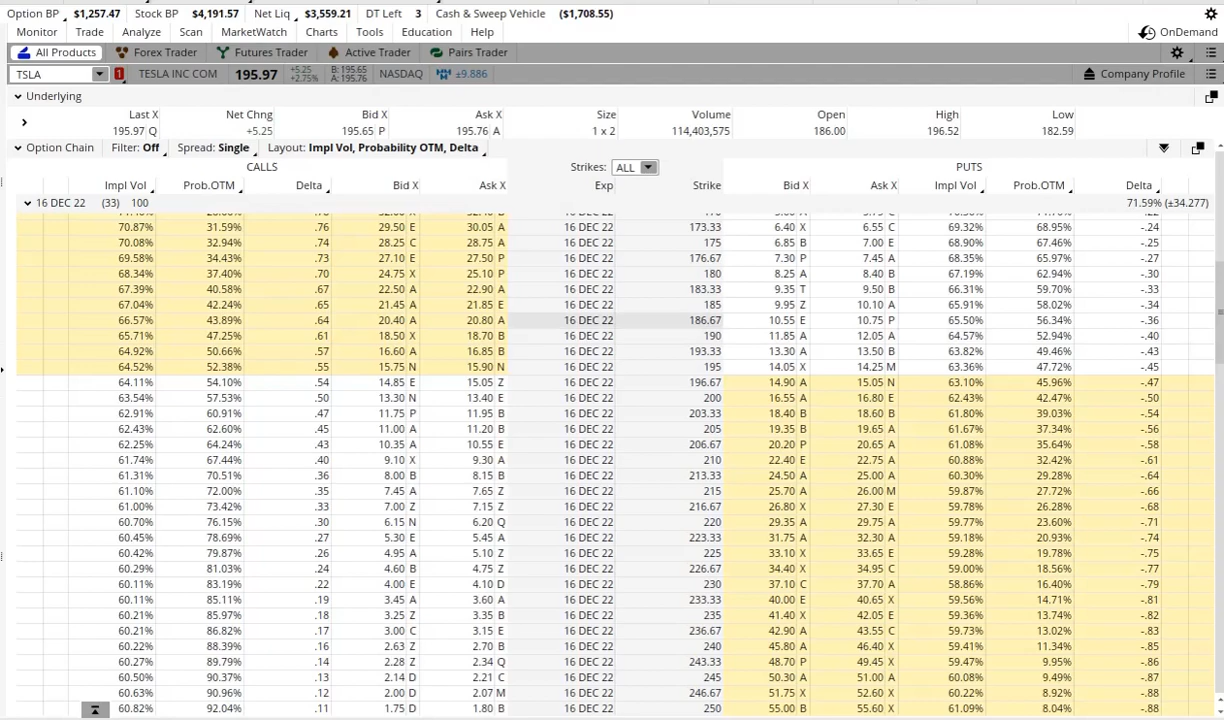 Option BP $1,257.47 Stock BP $4,191.57 Net Liq $3,559.21 DT Left 3 Cash & Sweep Vehicle ($1,708.55)
Monitor Trade Analyze Scan MarketWatch Charts Tools Education Help OnDemand
All Products Forex Trader Futures Trader Active Trader Pairs Trader
TSLA 1 TESLA INC COM 195.97 +5.25 +2.75% B: 195.65 A: 195.76 NASDAQ ±9.886 Company Profile
Underlying
Last X Net Chng Bid X Ask X Size Volume Open High Low
195.97 Q +5.25 195.65 P 195.76 A 1 x 2 114,403,575 186.00 196.52 182.59
Option Chain Filter: Off Spread: Single Layout: Impl Vol, Probability OTM, Delta
CALLS Strikes: ALL PUTS
Impl Vol Prob.OTM Delta Bid X Ask X Exp Strike Bid X Ask X Impl Vol Prob.OTM Delta
16 DEC 22 (33) 100 71.59% (±34.277)
70.87% 31.59% .76 29.50 E 30.05 A 16 DEC 22 173.33 6.40 X 6.55 C 69.32% 68.95% -.24
70.08% 32.94% .74 28.25 C 28.75 A 16 DEC 22 175 6.85 B 7.00 E 68.90% 67.46% -.25
69.58% 34.43% .73 27.10 E 27.50 P 16 DEC 22 176.67 7.30 P 7.45 A 68.35% 65.97% -.27
68.34% 37.40% .70 24.75 X 25.10 P 16 DEC 22 180 8.25 A 8.40 B 67.19% 62.94% -.30
67.39% 40.58% .67 22.50 A 22.90 A 16 DEC 22 183.33 9.35 T 9.50 B 66.31% 59.70% -.33
67.04% 42.24% .65 21.45 A 21.85 E 16 DEC 22 185 9.95 Z 10.10 A 65.91% 58.02% -.34
66.57% 43.89% .64 20.40 A 20.80 A 16 DEC 22 186.67 10.55 E 10.75 P 65.50% 56.34% -.36
65.71% 47.25% .61 18.50 X 18.70 B 16 DEC 22 190 11.85 A 12.05 A 64.57% 52.94% -.40
64.92% 50.66% .57 16.60 A 16.85 B 16 DEC 22 193.33 13.30 A 13.50 B 63.82% 49.46% -.43
64.52% 52.38% .55 15.75 N 15.90 N 16 DEC 22 195 14.05 X 14.25 M 63.36% 47.72% -.45
64.11% 54.10% .54 14.85 E 15.05 Z 16 DEC 22 196.67 14.90 A 15.05 N 63.10% 45.96% -.47
63.54% 57.53% .50 13.30 N 13.40 E 16 DEC 22 200 16.55 A 16.80 E 62.43% 42.47% -.50
62.91% 60.91% .47 11.75 P 11.95 B 16 DEC 22 203.33 18.40 B 18.60 B 61.80% 39.03% -.54
62.43% 62.60% .45 11.00 A 11.20 B 16 DEC 22 205 19.35 B 19.65 A 61.67% 37.34% -.56
62.25% 64.24% .43 10.35 A 10.55 E 16 DEC 22 206.67 20.20 P 20.65 A 61.08% 35.64% -.58
61.74% 67.44% .40 9.10 X 9.30 A 16 DEC 22 210 22.40 E 22.75 A 60.88% 32.42% -.61
61.31% 70.51% .36 8.00 B 8.15 B 16 DEC 22 213.33 24.50 A 25.00 A 60.30% 29.28% -.64
61.10% 72.00% .35 7.45 A 7.65 Z 16 DEC 22 215 25.70 A 26.00 M 59.87% 27.72% -.66
61.00% 73.42% .33 7.00 Z 7.15 Z 16 DEC 22 216.67 26.80 X 27.30 E 59.78% 26.28% -.68
60.70% 76.15% .30 6.15 N 6.20 Q 16 DEC 22 220 29.35 A 29.75 A 59.77% 23.60% -.71
60.45% 78.69% .27 5.30 E 5.45 A 16 DEC 22 223.33 31.75 A 32.30 A 59.18% 20.93% -.74
60.42% 79.87% .26 4.95 A 5.10 Z 16 DEC 22 225 33.10 X 33.65 E 59.28% 19.78% -.75
60.29% 81.03% .24 4.60 B 4.75 Z 16 DEC 22 226.67 34.40 X 34.95 C 59.00% 18.56% -.77
60.11% 83.19% .22 4.00 E 4.10 D 16 DEC 22 230 37.10 C 37.70 A 58.86% 16.40% -.79
60.11% 85.11% .19 3.45 A 3.60 A 16 DEC 22 233.33 40.00 E 40.65 X 59.56% 14.71% -.81
60.21% 85.97% .18 3.25 Z 3.35 B 16 DEC 22 235 41.40 X 42.05 E 59.36% 13.74% -.82
60.21% 86.82% .17 3.00 C 3.15 E 16 DEC 22 236.67 42.90 A 43.55 C 59.73% 13.02% -.83
60.22% 88.39% .16 2.63 Z 2.70 B 16 DEC 22 240 45.80 A 46.40 X 59.41% 11.34% -.85
60.27% 89.79% .14 2.28 Z 2.34 Q 16 DEC 22 243.33 48.70 P 49.45 X 59.47% 9.95% -.86
60.50% 90.37% .13 2.14 D 2.21 C 16 DEC 22 245 50.30 A 51.00 A 60.08% 9.49% -.87
60.63% 90.96% .12 2.00 D 2.07 M 16 DEC 22 246.67 51.75 X 52.60 X 60.22% 8.92% -.88
60.82% 92.04% .11 1.75 D 1.80 B 16 DEC 22 250 55.00 B 55.60 X 61.09% 8.04% -.88